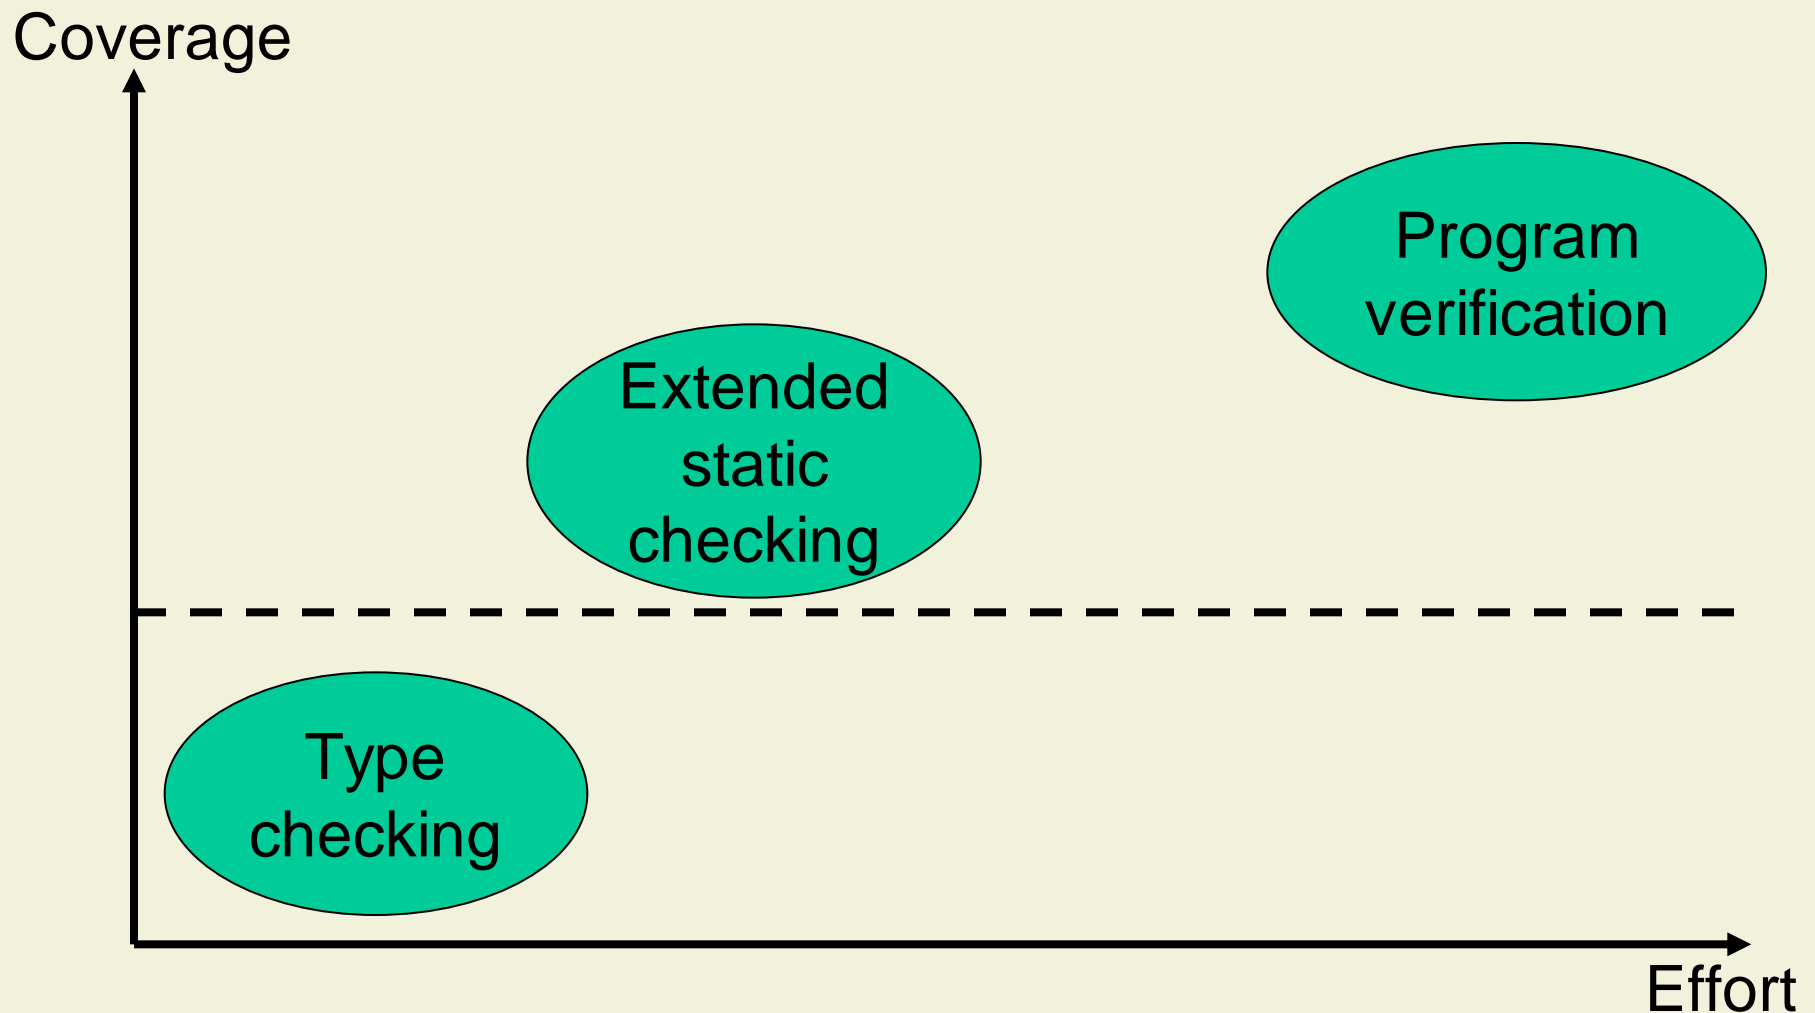 Coverage
Program
verification
Extended
static
checking
Type
checking
Effort